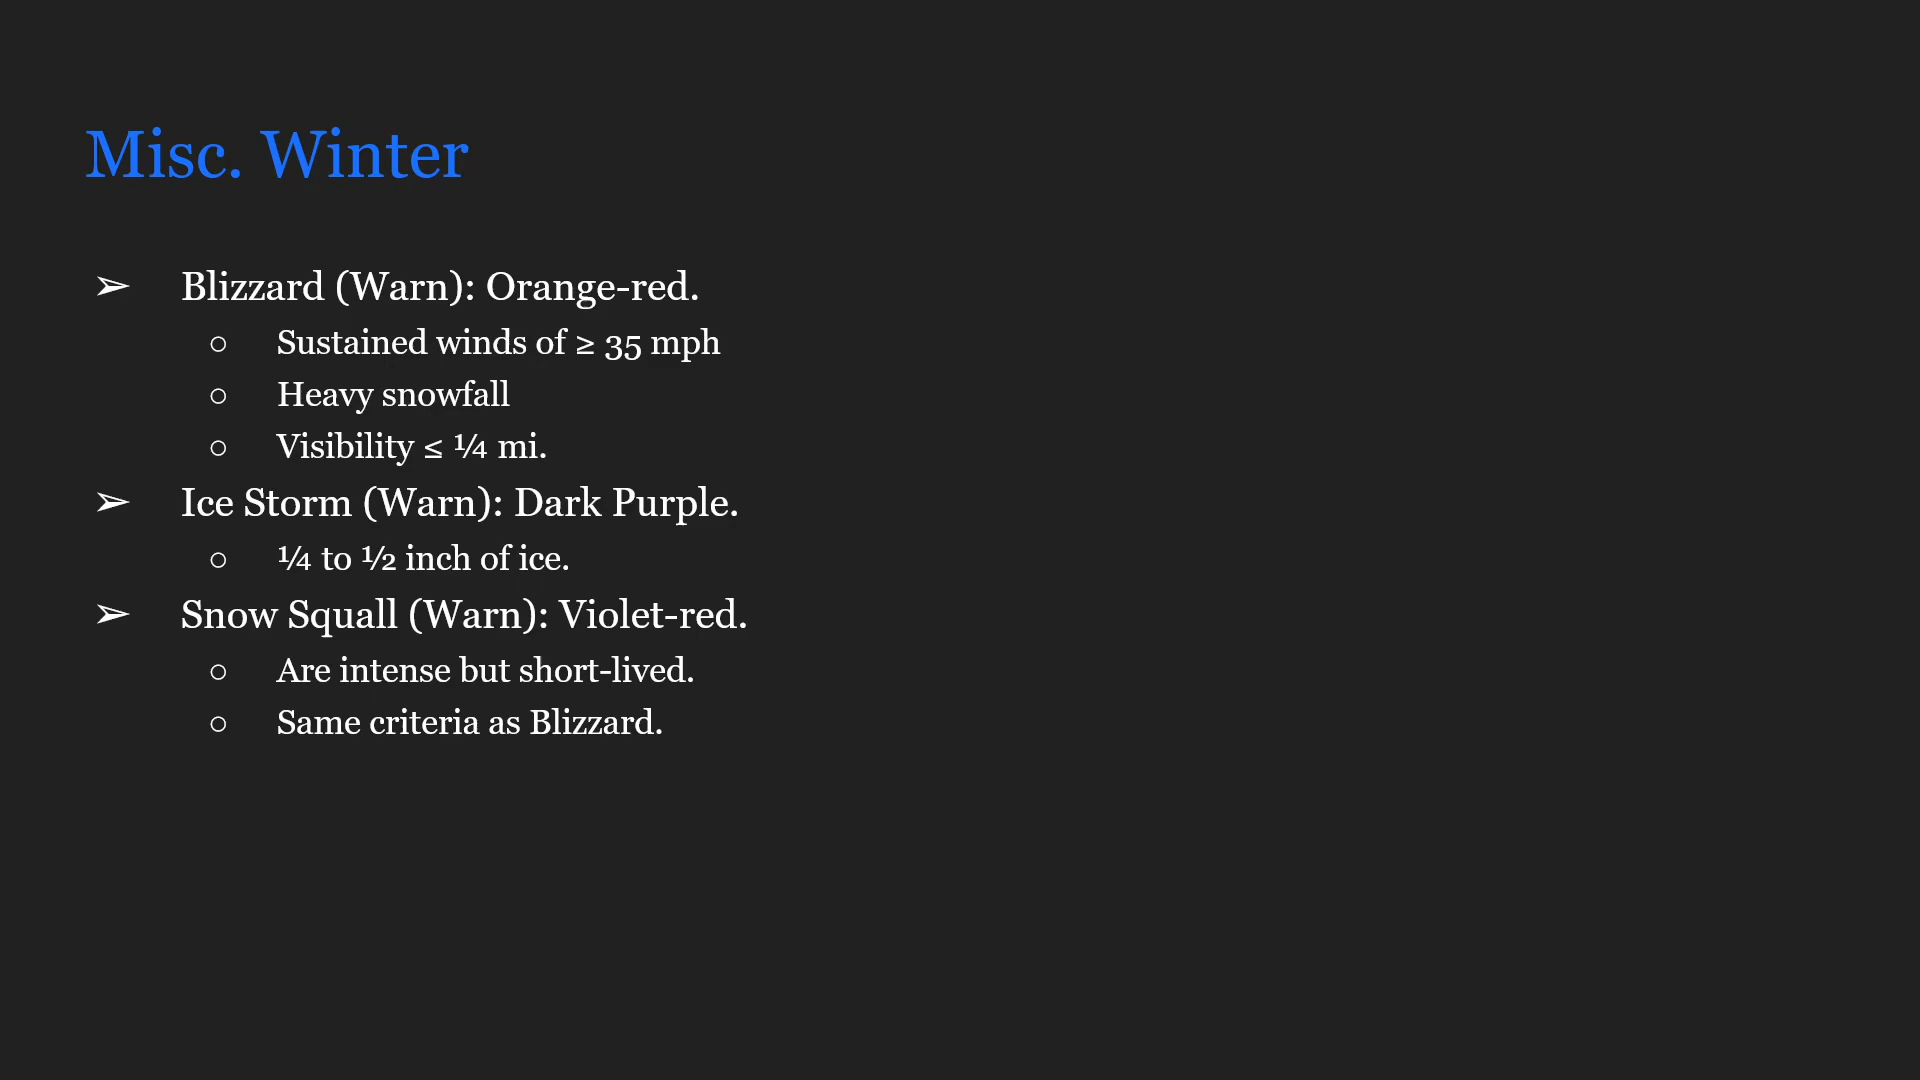 Misc. Winter
➢ Blizzard (Warn): Orange-red.
○ Sustained winds of ≥ 35 mph
○ Heavy snowfall
○ Visibility ≤ ¼ mi.
➢ Ice Storm (Warn): Dark Purple.
○ ¼ to ½ inch of ice.
➢ Snow Squall (Warn): Violet-red.
○ Are intense but short-lived.
○ Same criteria as Blizzard.